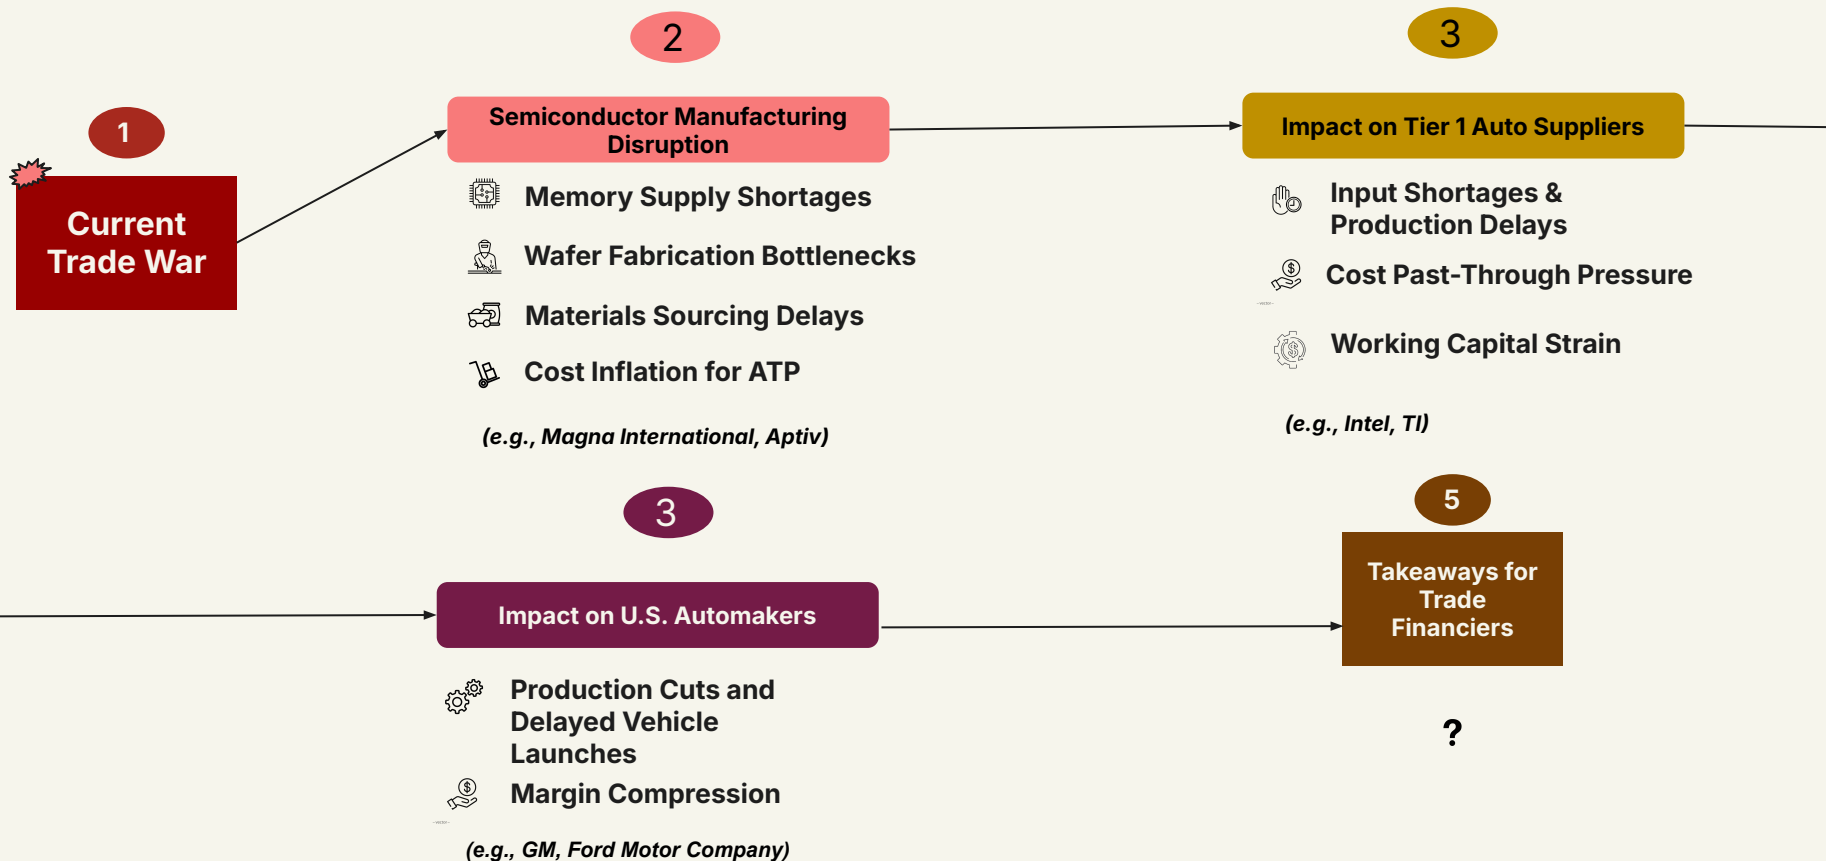 1
Current
Trade War
2
Semiconductor Manufacturing
Disruption
Memory Supply Shortages
Wafer Fabrication Bottlenecks
Materials Sourcing Delays
Cost Inflation for ATP
(e.g., Magna International, Aptiv)
3
Impact on Tier 1 Auto Suppliers
Input Shortages &
Production Delays
Cost Past-Through Pressure
Working Capital Strain
(e.g., Intel, TI)
3
Impact on U.S. Automakers
Production Cuts and
Delayed Vehicle
Launches
Margin Compression
(e.g., GM, Ford Motor Company)
5
Takeaways for
Trade
Financiers
?